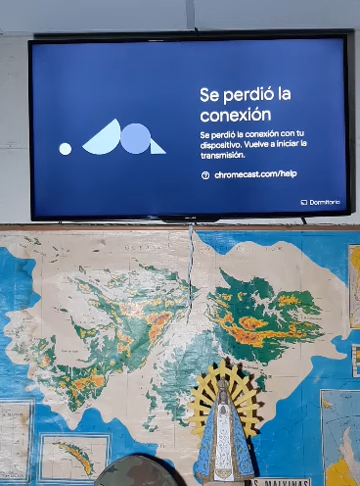 Se perdió la
conexión
Se perdió la conexión con tu
dispositivo. Vuelve a iniciar la
transmisión.
chromecast.com/help
Dormitorio
S MALVINAS